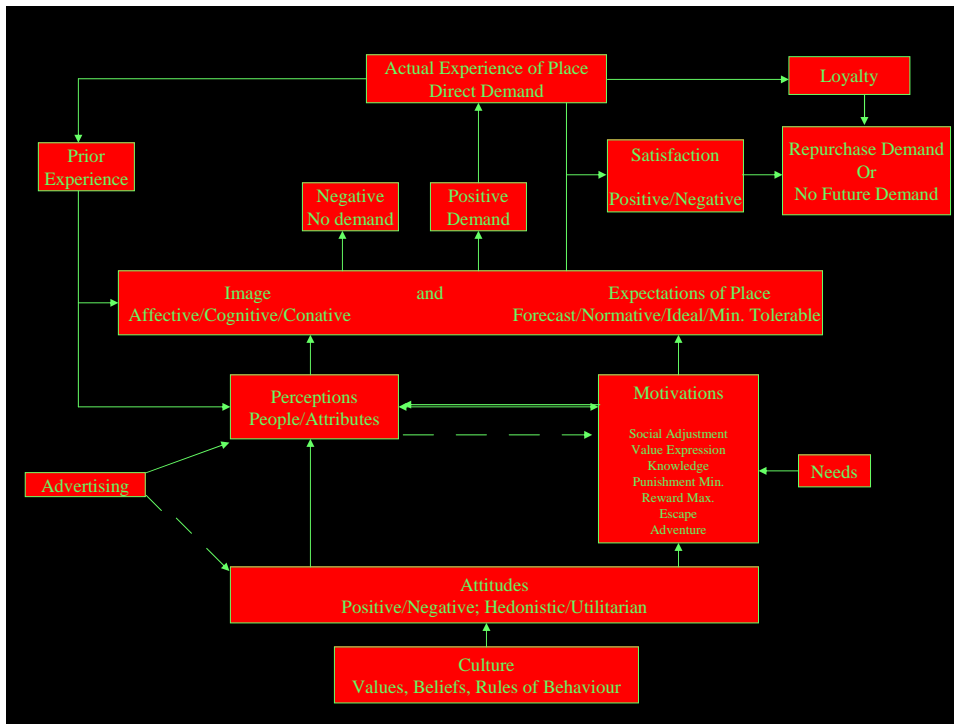 Actual Experience of Place
Direct Demand
Loyalty
Prior
Experience
Satisfaction
Positive/Negative
Repurchase Demand
Or
No Future Demand
Negative
No demand
Positive
Demand
Image and Expectations of Place
Affective/Cognitive/Conative Forecast/Normative/Ideal/Min. Tolerable
Perceptions
People/Attributes
Motivations
Social Adjustment
Value Expression
Knowledge
Punishment Min.
Reward Max.
Escape
Adventure
Needs
Advertising
Attitudes
Positive/Negative; Hedonistic/Utilitarian
Culture
Values, Beliefs, Rules of Behaviour